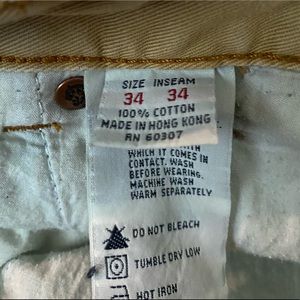 SIZE INSEAM
34 34
100% COTTON
MADE IN HONG KONG
RN 60307
WHICH IT COMES IN
CONTACT. WASH
BEFORE WEARING.
MACHINE WASH
WARM SEPARATELY
DO NOT BLEACH
TUMBLE DRY LOW
HOT IRON